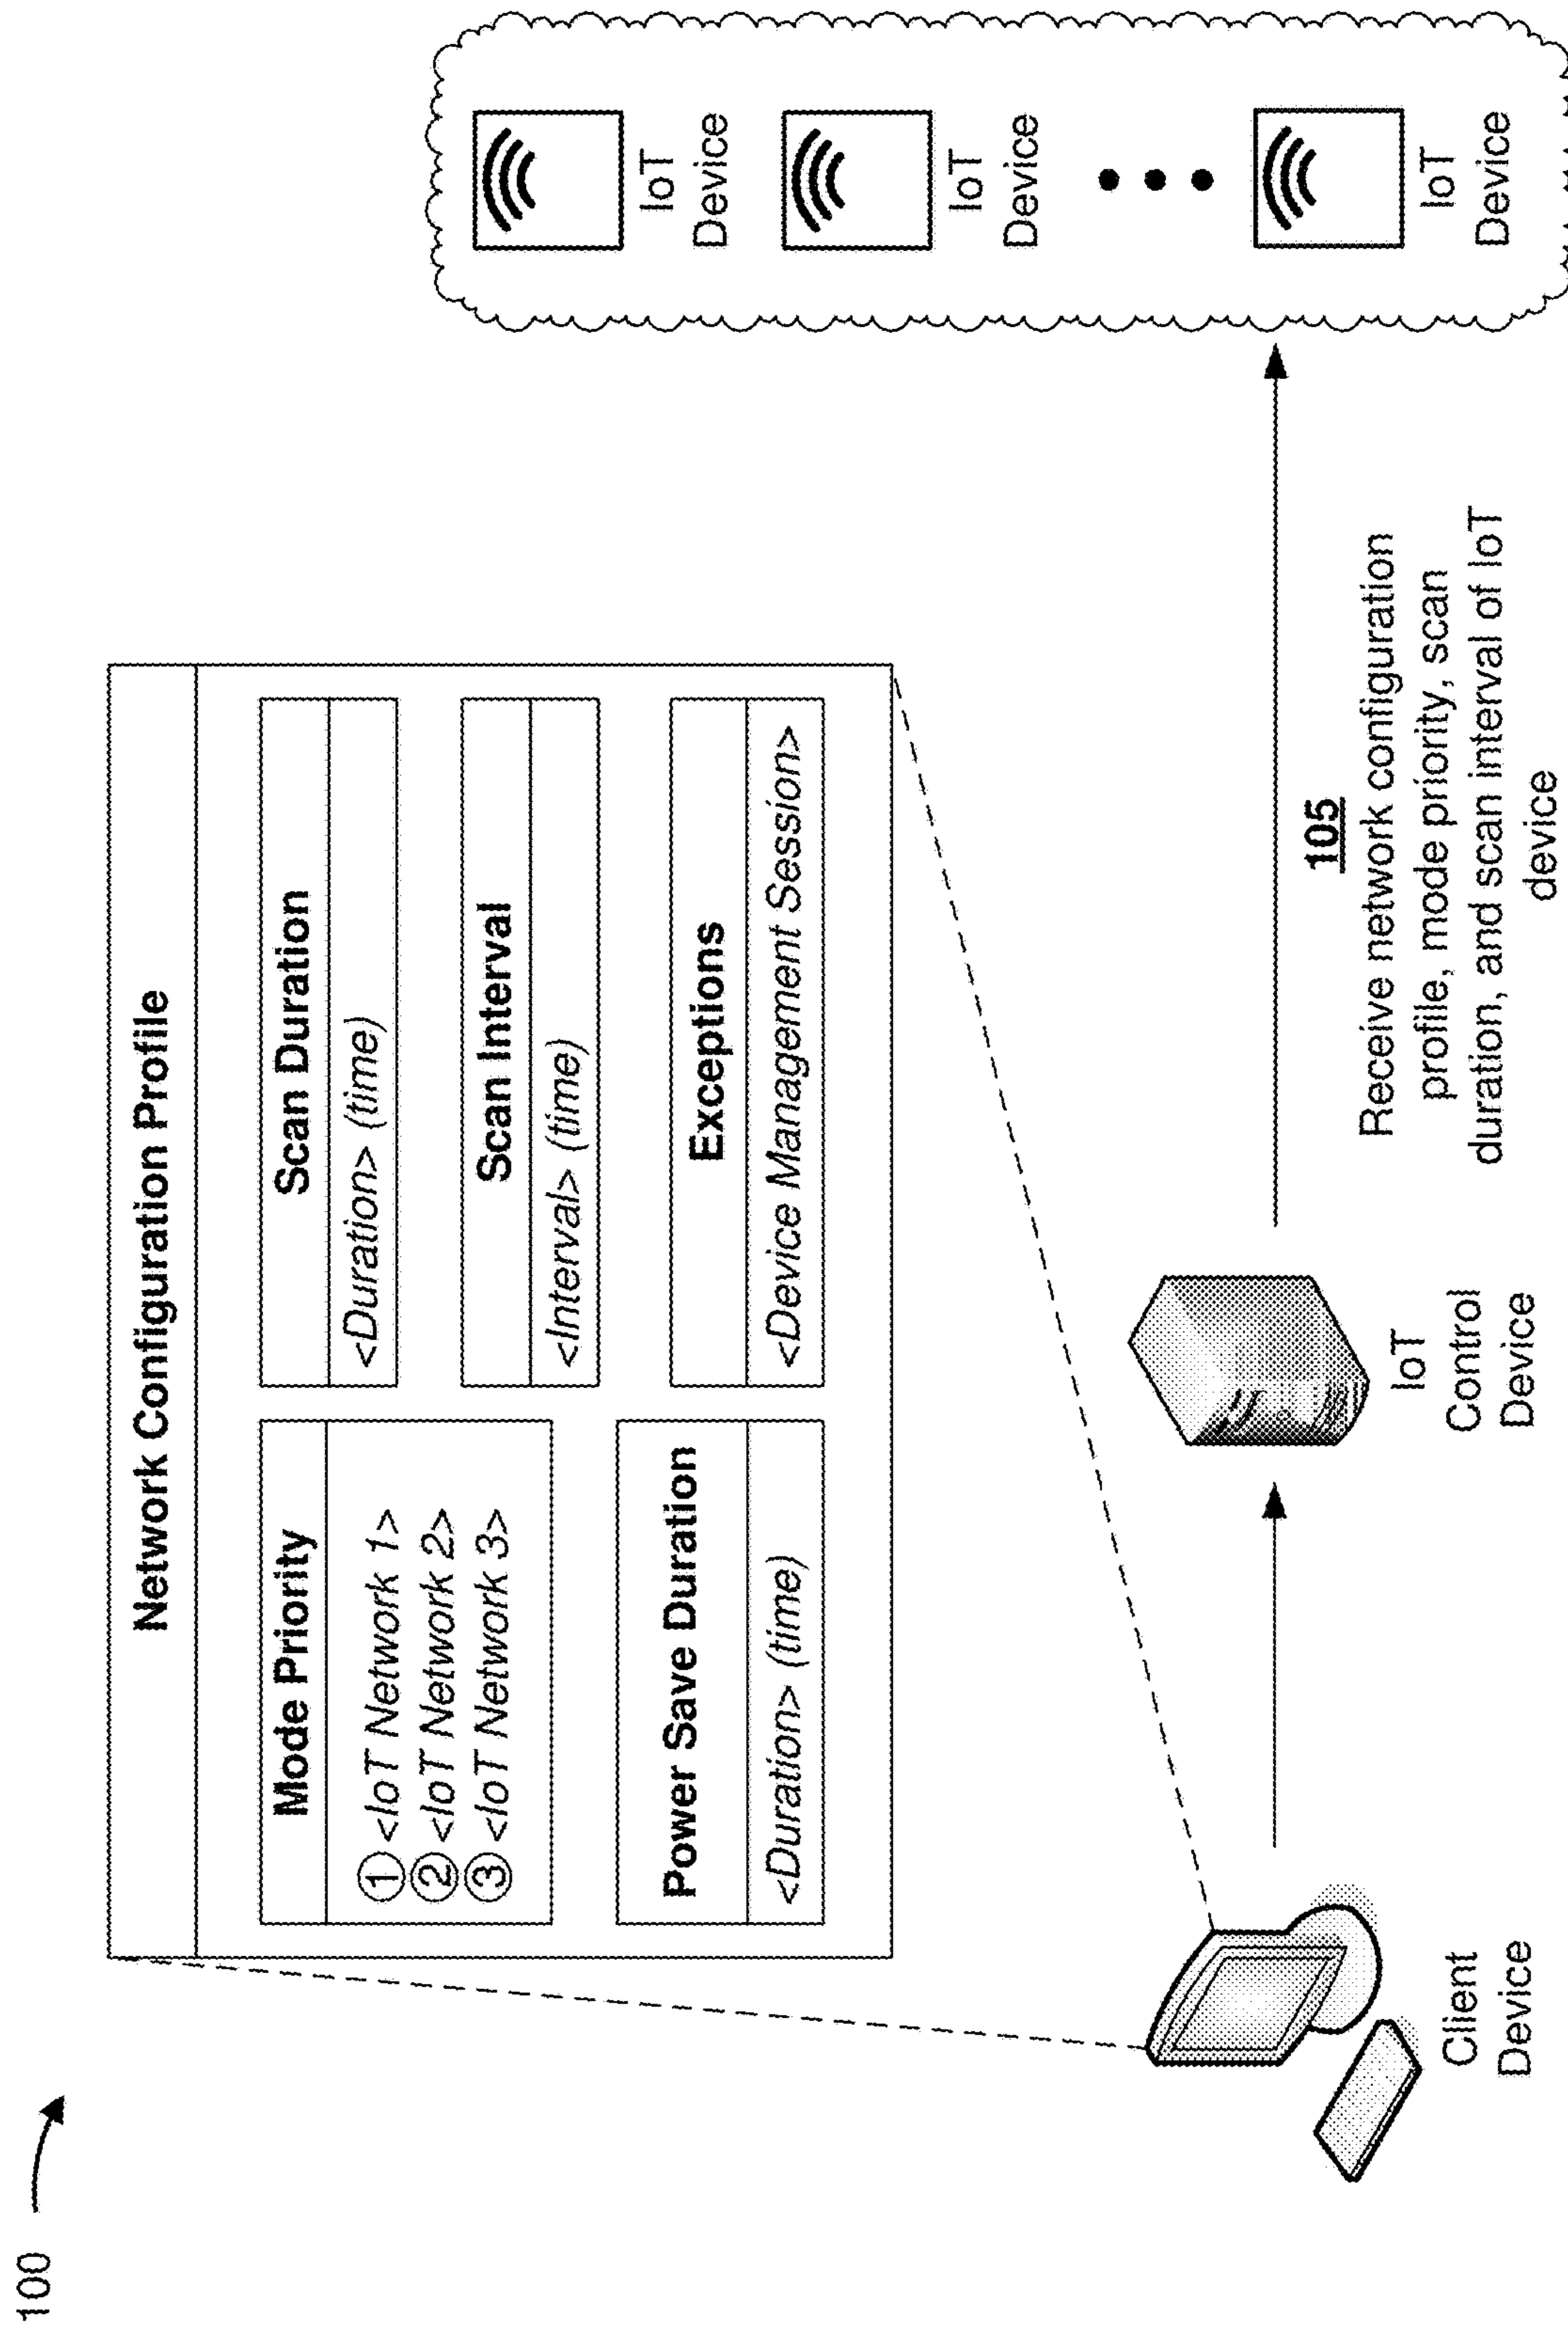 100
Network Configuration Profile
Mode Priority
① <IoT Network 1>
② <IoT Network 2>
③ <IoT Network 3>
Power Save Duration
<Duration> (time)
Scan Duration
<Duration> (time)
Scan Interval
<Interval> (time)
Exceptions
<Device Management Session>
Client
Device
IoT
Control
Device
105
Receive network configuration
profile, mode priority, scan
duration, and scan interval of IoT
device
IoT
Device
IoT
Device
IoT
Device